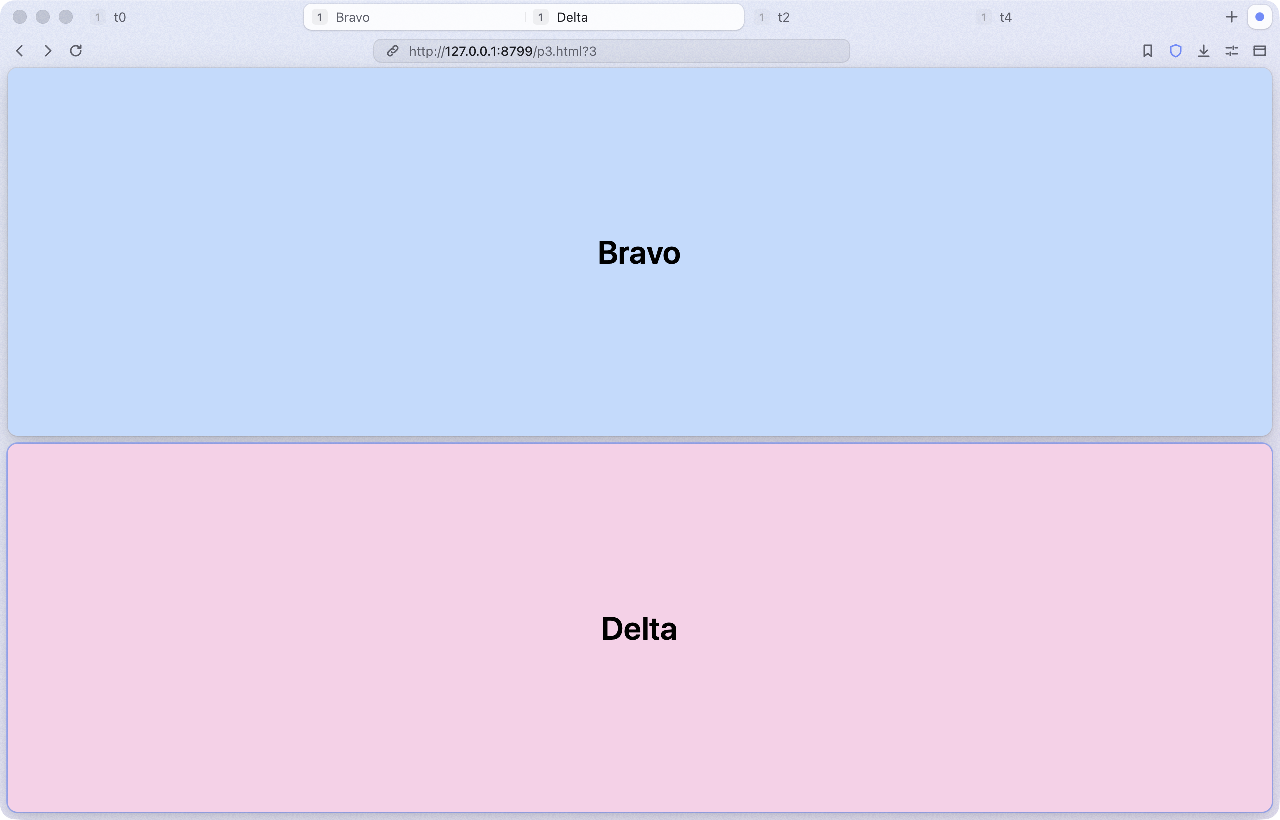 1 t0
1 Bravo
1 Delta
1 t2
1 t4
http://127.0.0.1:8799/p3.html?3
Bravo
Delta